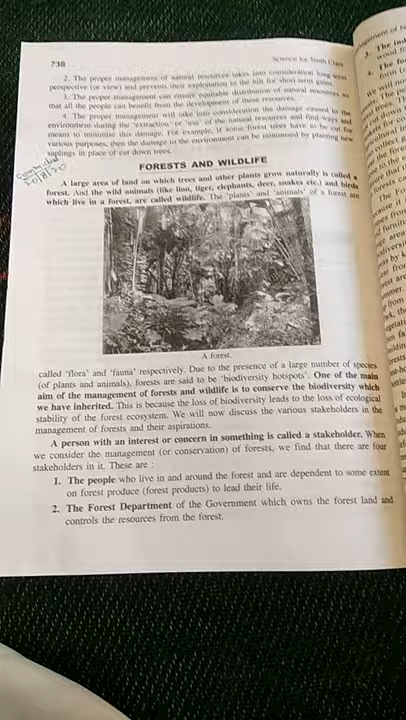 738
Science for Tenth Class
2. The proper management of natural resources takes into consideration long term
perspective (or view) and prevents their exploitation to the hilt for short term gains.
3. The proper management can ensure equitable distribution of natural resources so
that all the people can benefit from the development of these resources.
4. The proper management will take into consideration the damage caused to the
environment during the 'extraction' or 'use' of the natural resources and find ways and
means to minimise this damage. For example, if some forest trees have to be cut for
various purposes, then the damage to the environment can be minimised by planting new
saplings in place of cut down trees.
FORESTS AND WILDLIFE
A large area of land on which trees and other plants grow naturally is called a
forest. And the wild animals (like lion, tiger, elephants, deer, snakes etc.) and birds
which live in a forest, are called wildlife. The 'plants' and 'animals' of a forest are
A forest.
called 'flora' and 'fauna' respectively. Due to the presence of a large number of species
(of plants and animals), forests are said to be 'biodiversity hotspots'. One of the main
aim of the management of forests and wildlife is to conserve the biodiversity which
we have inherited. This is because the loss of biodiversity leads to the loss of ecological
stability of the forest ecosystem. We will now discuss the various stakeholders in the
management of forests and their aspirations.
A person with an interest or concern in something is called a stakeholder. When
we consider the management (or conservation) of forests, we find that there are four
stakeholders in it. These are :
1. The people who live in and around the forest and are dependent to some extent
on forest produce (forest products) to lead their life.
2. The Forest Department of the Government which owns the forest land and
controls the resources from the forest.